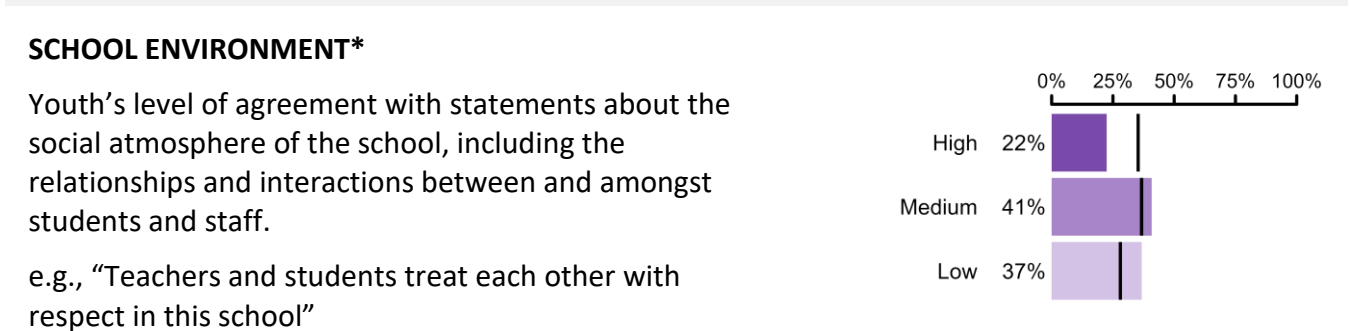 SCHOOL ENVIRONMENT*
Youth’s level of agreement with statements about the
social atmosphere of the school, including the
relationships and interactions between and amongst
students and staff.
e.g., “Teachers and students treat each other with
respect in this school”
0% 25% 50% 75% 100%
High 22%
Medium 41%
Low 37%